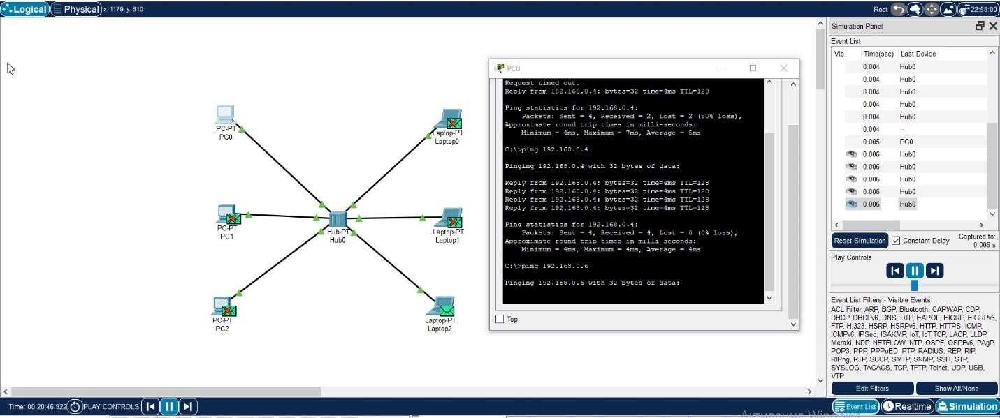 Logical Physical x: 1179, y: 610 Root 22:58:00
PC-PT
PC0
Laptop-PT
Laptop0
PC-PT
PC1
Hub-PT
Hub0
Laptop-PT
Laptop1
PC-PT
PC2
Laptop-PT
Laptop2
PC0
Request timed out.
Reply from 192.168.0.4: bytes=32 time=4ms TTL=128
Ping statistics for 192.168.0.4:
Packets: Sent = 4, Received = 2, Lost = 2 (50% loss),
Approximate round trip times in milli-seconds:
Minimum = 4ms, Maximum = 7ms, Average = 5ms
C:\>ping 192.168.0.4
Pinging 192.168.0.4 with 32 bytes of data:
Reply from 192.168.0.4: bytes=32 time=4ms TTL=128
Reply from 192.168.0.4: bytes=32 time=4ms TTL=128
Reply from 192.168.0.4: bytes=32 time=4ms TTL=128
Reply from 192.168.0.4: bytes=32 time=4ms TTL=128
Ping statistics for 192.168.0.4:
Packets: Sent = 4, Received = 4, Lost = 0 (0% loss),
Approximate round trip times in milli-seconds:
Minimum = 4ms, Maximum = 4ms, Average = 4ms
C:\>ping 192.168.0.6
Pinging 192.168.0.6 with 32 bytes of data:
Top
Simulation Panel
Event List
Vis. Time(sec) Last Device
0.004 Hub0
0.004 Hub0
0.004 Hub0
0.004 Hub0
0.004 Hub0
0.004 --
0.005 PC0
0.006 Hub0
0.006 Hub0
0.006 Hub0
0.006 Hub0
0.006 Hub0
Reset Simulation Constant Delay Captured to:
0.006 s
Play Controls
Event List Filters - Visible Events
ACL Filter, ARP, BGP, Bluetooth, CAPWAP, CDP,
DHCP, DHCPv6, DNS, DTP, EAPOL, EIGRP, EIGRPv6,
FTP, H.323, HSRP, HSRPv6, HTTP, HTTPS, ICMP,
ICMPv6, IPSec, ISAKMP, IoT, IoT TCP, LACP, LLDP,
Meraki, NDP, NETFLOW, NTP, OSPF, OSPFv6, PAgP,
POP3, PPP, PPPoED, PTP, RADIUS, REP, RIP,
RIPng, RTP, SCCP, SMTP, SNMP, SSH, STP,
SYSLOG, TACACS, TCP, TFTP, Telnet, UDP, USB,
VTP
Edit Filters Show All/None
Time: 00:20:46.922 PLAY CONTROLS: Event List Realtime Simulation